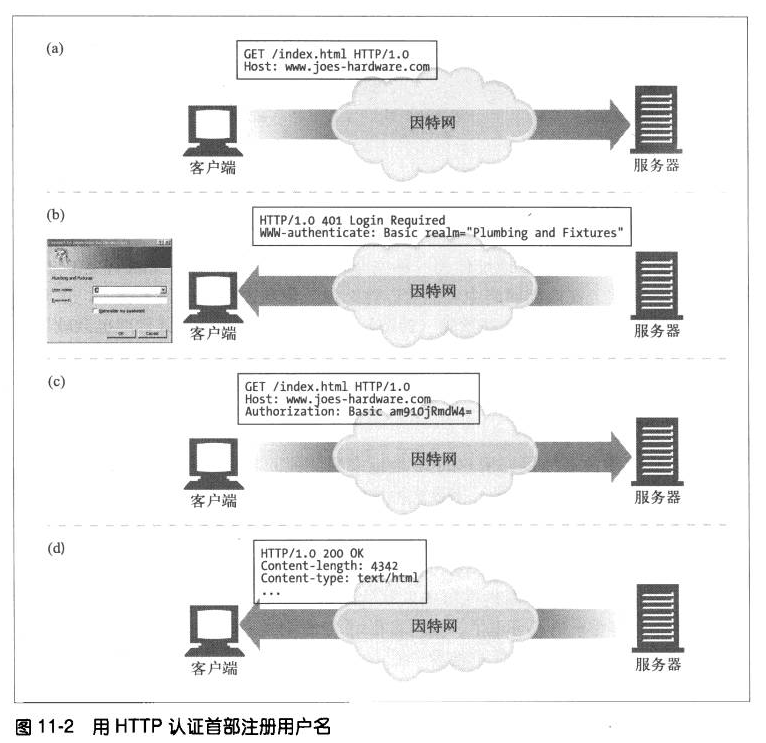 (a)
GET /index.html HTTP/1.0
Host: www.joes-hardware.com
因特网
客户端
服务器
(b)
HTTP/1.0 401 Login Required
WWW-authenticate: Basic realm="Plumbing and Fixtures"
Plumbing and Fixtures
User name:
Password:
Remember my password
OK
Cancel
因特网
客户端
服务器
(c)
GET /index.html HTTP/1.0
Host: www.joes-hardware.com
Authorization: Basic am910jRmdW4=
因特网
客户端
服务器
(d)
HTTP/1.0 200 OK
Content-length: 4342
Content-type: text/html
...
因特网
客户端
服务器
图 11-2 用 HTTP 认证首部注册用户名